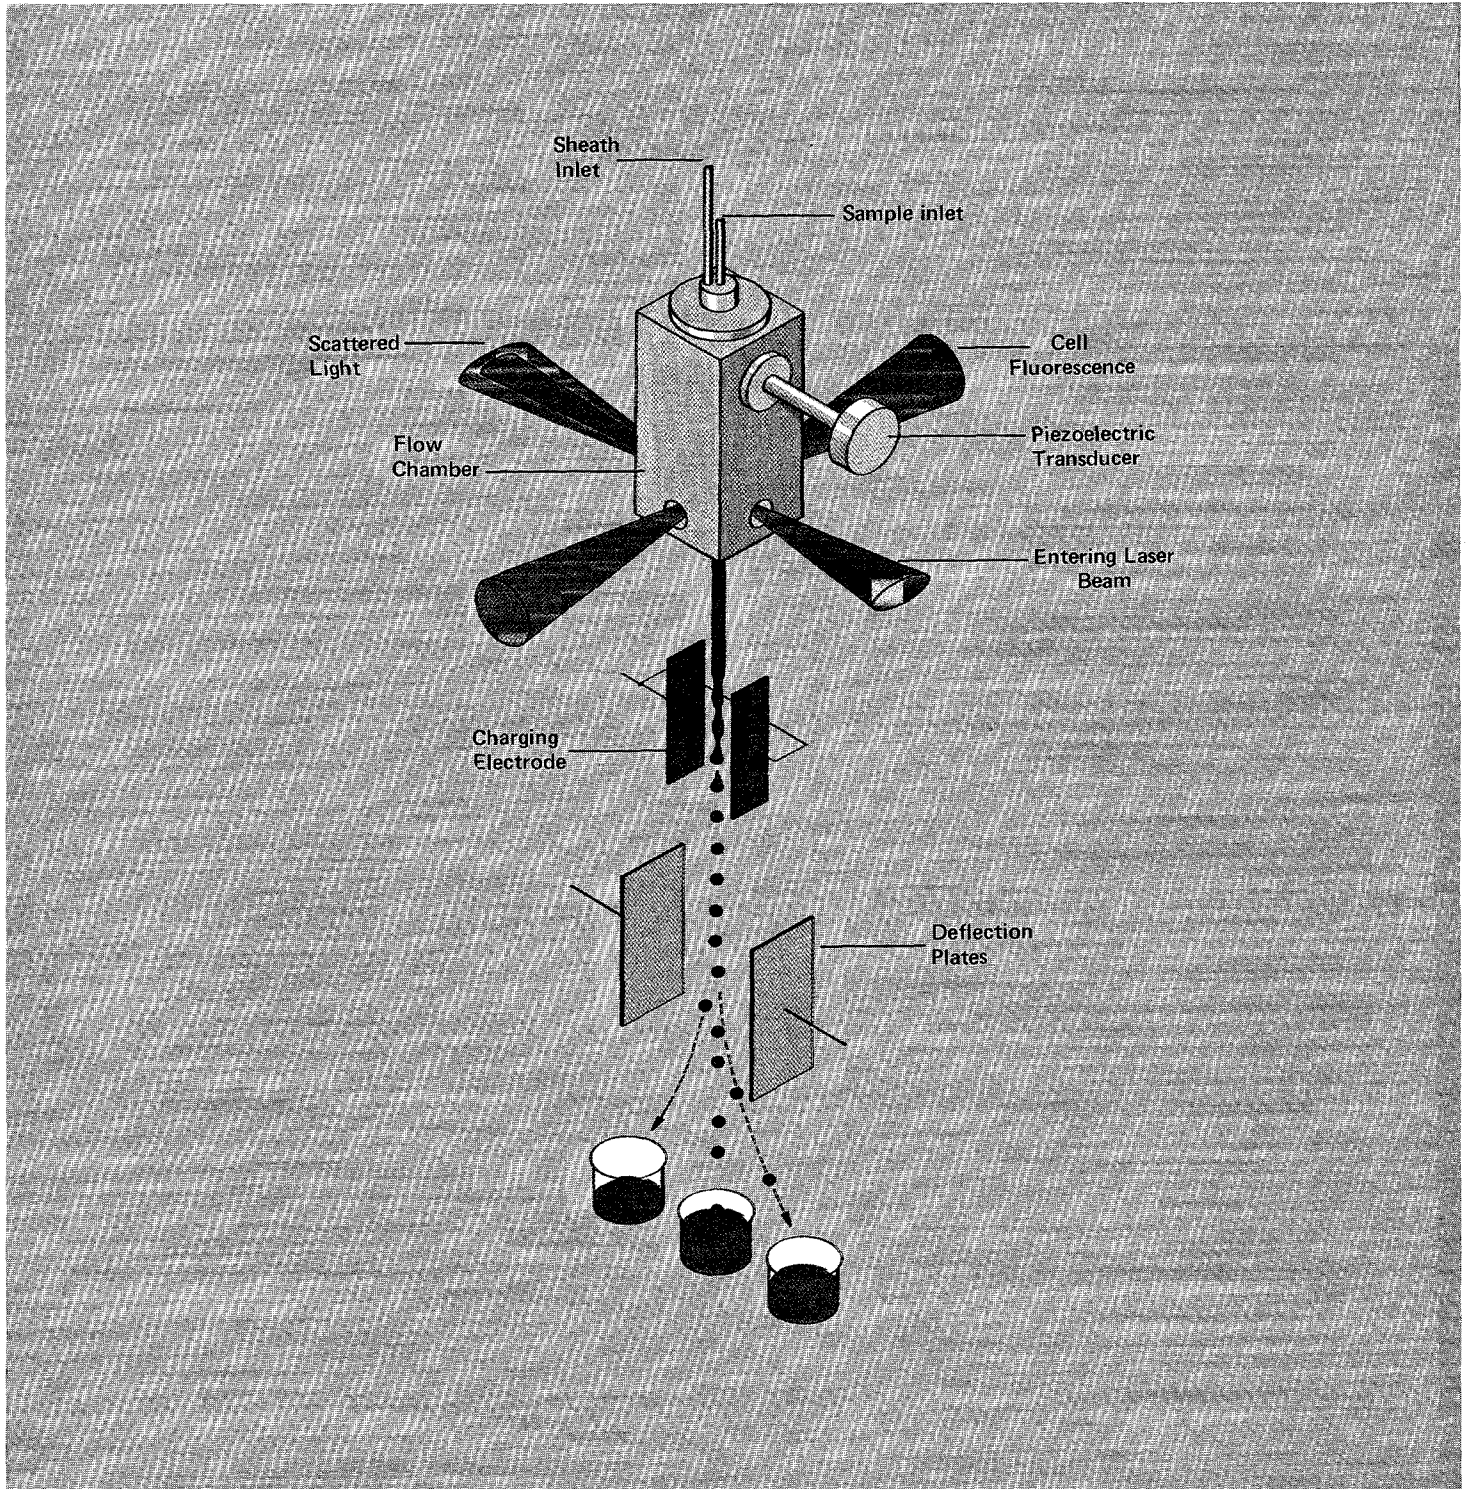 Sheath
Inlet
Sample inlet
Scattered
Light
Cell
Fluorescence
Flow
Chamber
Piezoelectric
Transducer
Entering Laser
Beam
Charging
Electrode
Deflection
Plates